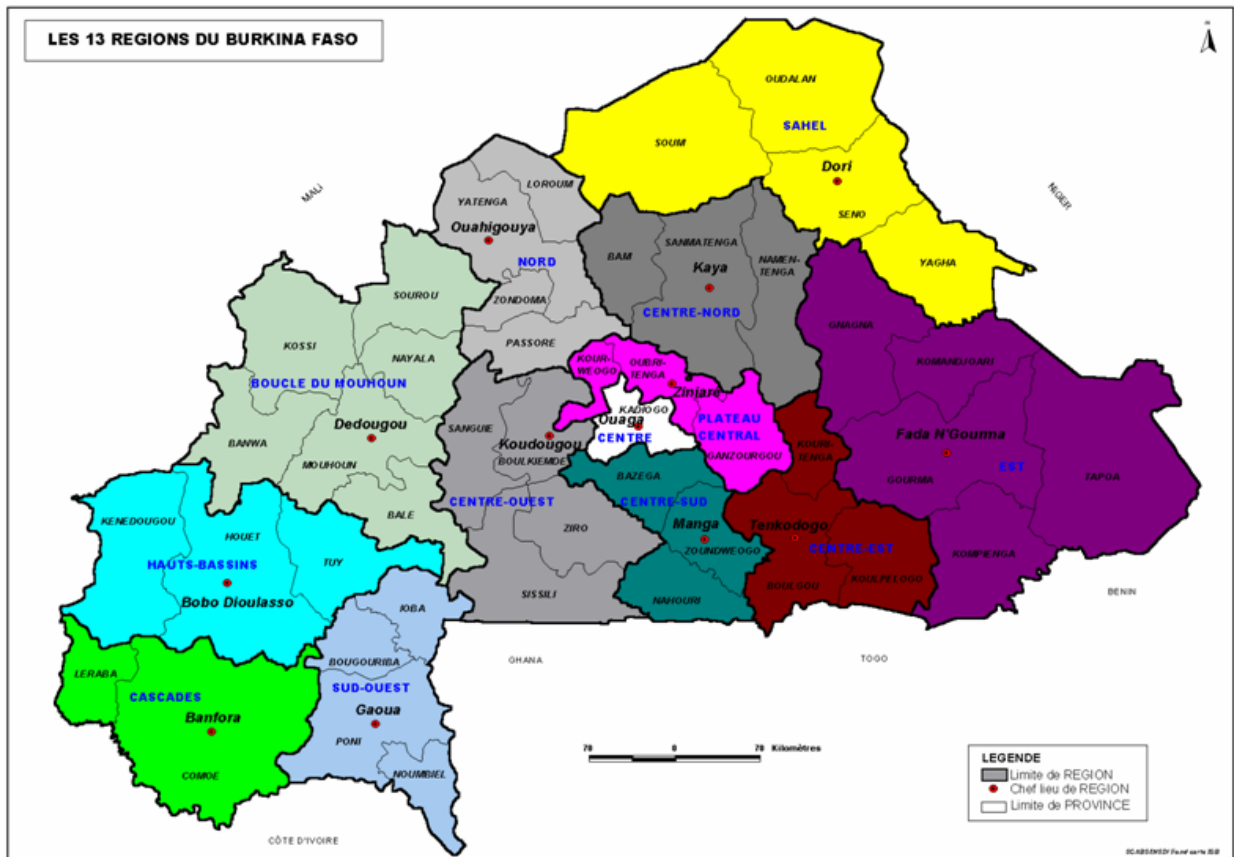 LES 13 REGIONS DU BURKINA FASO
N
OUDALAN
SAHEL
SOUM
Dori
SENO
YAGHA
MALI
NIGER
LOROUM
YATENGA
Ouahigouya
NORD
ZONDOMA
PASSORE
BAM
SANMATENGA
Kaya
NAMEN-
TENGA
CENTRE-NORD
SOUROU
KOSSI
NAYALA
BOUCLE DU MOUHOUN
Dedougou
BANWA
MOUHOUN
BALE
KOUR-
WEOGO
OUBRI-
TENGA
Ziniaré
PLATEAU
CENTRAL
GANZOURGOU
KADIOGO
Ouaga
CENTRE
SANGUIE
Koudougou
BOULKIEMDE
CENTRE-OUEST
ZIRO
SISSILI
BAZEGA
CENTRE-SUD
Manga
ZOUNDWEOGO
NAHOURI
KOURI-
TENGA
Tenkodogo
CENTRE-EST
BOULGOU
KOULPELOGO
GNAGNA
KOMANDJOARI
Fada N'Gourma
EST
GOURMA
TAPOA
KOMPIENGA
BENIN
KENEDOUGOU
HOUET
TUY
HAUTS-BASSINS
Bobo Dioulasso
LERABA
CASCADES
Banfora
COMOE
IOBA
BOUGOURIBA
SUD-OUEST
Gaoua
PONI
NOUMBIEL
GHANA
TOGO
CÔTE D'IVOIRE
70 0 70 Kilomètres
LEGENDE
Limite de REGION
Chef lieu de REGION
Limite de PROVINCE